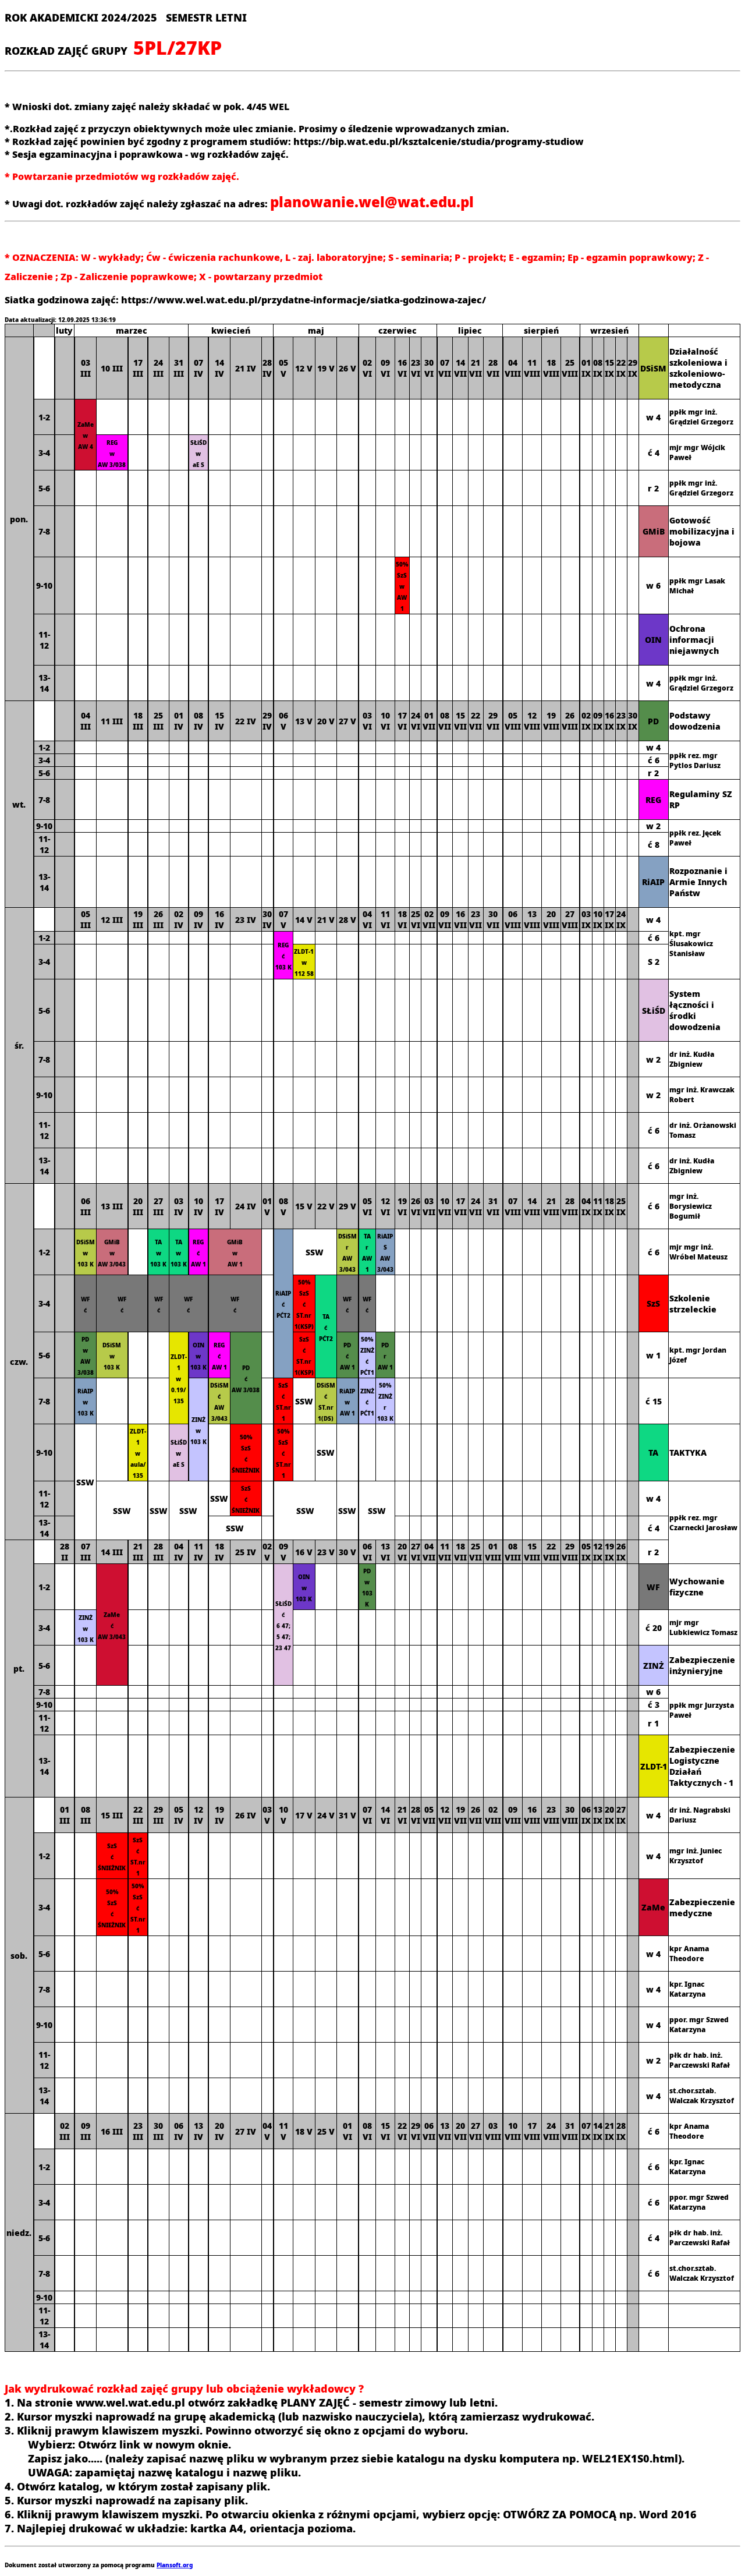 ROK AKADEMICKI 2024/2025 SEMESTR LETNI
ROZKŁAD ZAJĘĆ GRUPY 5PL/27KP
* Wnioski dot. zmiany zajęć należy składać w pok. 4/45 WEL
*.Rozkład zajęć z przyczyn obiektywnych może ulec zmianie. Prosimy o śledzenie wprowadzanych zmian.
* Rozkład zajęć powinien być zgodny z programem studiów: https://bip.wat.edu.pl/ksztalcenie/studia/programy-studiow
* Sesja egzaminacyjna i poprawkowa - wg rozkładów zajęć.
* Powtarzanie przedmiotów wg rozkładów zajęć.
* Uwagi dot. rozkładów zajęć należy zgłaszać na adres: planowanie.wel@wat.edu.pl
* OZNACZENIA: W - wykłady; Ćw - ćwiczenia rachunkowe, L - zaj. laboratoryjne; S - seminaria; P - projekt; E - egzamin; Ep - egzamin poprawkowy; Z -
Zaliczenie ; Zp - Zaliczenie poprawkowe; X - powtarzany przedmiot
Siatka godzinowa zajęć: https://www.wel.wat.edu.pl/przydatne-informacje/siatka-godzinowa-zajec/
Data aktualizacji: 12.09.2025 13:36:19
luty marzec kwiecień maj czerwiec lipiec sierpień wrzesień
pon.
03 III 10 III 17 III 24 III 31 III 07 IV 14 IV 21 IV 28 IV 05 V 12 V 19 V 26 V 02 VI 09 VI 16 VI 23 VI 30 VI 07 VII 14 VII 21 VII 28 VII 04 VIII 11 VIII 18 VIII 25 VIII 01 IX 08 IX 15 IX 22 IX 29 IX DSiSM Działalność szkoleniowa i szkoleniowo-metodyczna
1-2 ZaMe w AW 4 w 4 ppłk mgr inż. Grądziel Grzegorz
3-4 REG w AW 3/038 SŁiŚD w aE 5 ć 4 mjr mgr Wójcik Paweł
5-6 r 2 ppłk mgr inż. Grądziel Grzegorz
7-8 GMiB Gotowość mobilizacyjna i bojowa
9-10 50% SzS w AW 1 w 6 ppłk mgr Lasak Michał
11-12 OIN Ochrona informacji niejawnych
13-14 w 4 ppłk mgr inż. Grądziel Grzegorz
wt.
04 III 11 III 18 III 25 III 01 IV 08 IV 15 IV 22 IV 29 IV 06 V 13 V 20 V 27 V 03 VI 10 VI 17 VI 24 VI 01 VII 08 VII 15 VII 22 VII 29 VII 05 VIII 12 VIII 19 VIII 26 VIII 02 IX 09 IX 16 IX 23 IX 30 IX PD Podstawy dowodzenia
1-2 w 4 ppłk rez. mgr Pytlos Dariusz
3-4 ć 6
5-6 r 2
7-8 REG Regulaminy SZ RP
9-10 w 2 ppłk rez. Jęcek Paweł
11-12 ć 8
13-14 RiAIP Rozpoznanie i Armie Innych Państw
śr.
05 III 12 III 19 III 26 III 02 IV 09 IV 16 IV 23 IV 30 IV 07 V 14 V 21 V 28 V 04 VI 11 VI 18 VI 25 VI 02 VII 09 VII 16 VII 23 VII 30 VII 06 VIII 13 VIII 20 VIII 27 VIII 03 IX 10 IX 17 IX 24 IX w 4 kpt. mgr Ślusakowicz Stanisław
1-2 REG ć 103 K ć 6
3-4 ZLDT-1 w 112 58 S 2
5-6 SŁiŚD System łączności i środki dowodzenia
7-8 w 2 dr inż. Kudła Zbigniew
9-10 w 2 mgr inż. Krawczak Robert
11-12 ć 6 dr inż. Orżanowski Tomasz
13-14 ć 6 dr inż. Kudła Zbigniew
czw.
06 III 13 III 20 III 27 III 03 IV 10 IV 17 IV 24 IV 01 V 08 V 15 V 22 V 29 V 05 VI 12 VI 19 VI 26 VI 03 VII 10 VII 17 VII 24 VII 31 VII 07 VIII 14 VIII 21 VIII 28 VIII 04 IX 11 IX 18 IX 25 IX ć 6 mgr inż. Borysiewicz Bogumił
1-2 DSiSM w 103 K GMiB w AW 3/043 TA w 103 K TA w 103 K REG ć AW 1 GMiB w AW 1 RiAIP ć PĆT2 SSW DSiSM r AW 3/043 TA r AW 1 RiAIP S AW 3/043 ć 6 mjr mgr inż. Wróbel Mateusz
3-4 WF ć WF ć WF ć WF ć WF ć 50% SzS ć ST.nr 1(KSP) TA ć PĆT2 WF ć WF ć SzS Szkolenie strzeleckie
5-6 PD w AW 3/038 DSiSM w 103 K ZLDT-1 w 0.19/135 OIN w 103 K REG ć AW 1 PD ć AW 3/038 SzS ć ST.nr 1(KSP) PD ć AW 1 50% ZINŻ ć PĆT1 PD r AW 1 w 1 kpt. mgr Jordan Józef
7-8 RiAIP w 103 K ZINŻ w 103 K DSiSM ć AW 3/043 SzS ć ST.nr 1 SSW DSiSM ć ST.nr 1(DS) RiAIP w AW 1 ZINŻ ć PĆT1 50% ZINŻ r 103 K ć 15
9-10 SSW ZLDT-1 w aula/135 SŁiŚD w aE 5 50% SzS ć ŚNIEŻNIK 50% SzS ć ST.nr 1 SSW TA TAKTYKA
11-12 SSW SSW SSW SSW SzS ć ŚNIEŻNIK SSW SSW SSW w 4 ppłk rez. mgr Czarnecki Jarosław
13-14 SSW ć 4
pt.
28 II 07 III 14 III 21 III 28 III 04 IV 11 IV 18 IV 25 IV 02 V 09 V 16 V 23 V 30 V 06 VI 13 VI 20 VI 27 VI 04 VII 11 VII 18 VII 25 VII 01 VIII 08 VIII 15 VIII 22 VIII 29 VIII 05 IX 12 IX 19 IX 26 IX r 2
1-2 ZaMe ć AW 3/043 SŁiŚD ć 6 47; 5 47; 23 47 OIN w 103 K PD w 103 K WF Wychowanie fizyczne
3-4 ZINŻ w 103 K ć 20 mjr mgr Lubkiewicz Tomasz
5-6 ZINŻ Zabezpieczenie inżynieryjne
7-8 w 6 ppłk mgr Jurzysta Paweł
9-10 ć 3
11-12 r 1
13-14 ZLDT-1 Zabezpieczenie Logistyczne Działań Taktycznych - 1
sob.
01 III 08 III 15 III 22 III 29 III 05 IV 12 IV 19 IV 26 IV 03 V 10 V 17 V 24 V 31 V 07 VI 14 VI 21 VI 28 VI 05 VII 12 VII 19 VII 26 VII 02 VIII 09 VIII 16 VIII 23 VIII 30 VIII 06 IX 13 IX 20 IX 27 IX w 4 dr inż. Nagrabski Dariusz
1-2 SzS ć ŚNIEŻNIK SzS ć ST.nr 1 w 4 mgr inż. Juniec Krzysztof
3-4 50% SzS ć ŚNIEŻNIK 50% SzS ć ST.nr 1 ZaMe Zabezpieczenie medyczne
5-6 w 4 kpr Anama Theodore
7-8 w 4 kpr. Ignac Katarzyna
9-10 w 4 ppor. mgr Szwed Katarzyna
11-12 w 2 płk dr hab. inż. Parczewski Rafał
13-14 w 4 st.chor.sztab. Walczak Krzysztof
niedz.
02 III 09 III 16 III 23 III 30 III 06 IV 13 IV 20 IV 27 IV 04 V 11 V 18 V 25 V 01 VI 08 VI 15 VI 22 VI 29 VI 06 VII 13 VII 20 VII 27 VII 03 VIII 10 VIII 17 VIII 24 VIII 31 VIII 07 IX 14 IX 21 IX 28 IX ć 6 kpr Anama Theodore
1-2 ć 6 kpr. Ignac Katarzyna
3-4 ć 6 ppor. mgr Szwed Katarzyna
5-6 ć 4 płk dr hab. inż. Parczewski Rafał
7-8 ć 6 st.chor.sztab. Walczak Krzysztof
9-10
11-12
13-14
Jak wydrukować rozkład zajęć grupy lub obciążenie wykładowcy ?
1. Na stronie www.wel.wat.edu.pl otwórz zakładkę PLANY ZAJĘĆ - semestr zimowy lub letni.
2. Kursor myszki naprowadź na grupę akademicką (lub nazwisko nauczyciela), którą zamierzasz wydrukować.
3. Kliknij prawym klawiszem myszki. Powinno otworzyć się okno z opcjami do wyboru.
Wybierz: Otwórz link w nowym oknie.
Zapisz jako..... (należy zapisać nazwę pliku w wybranym przez siebie katalogu na dysku komputera np. WEL21EX1S0.html).
UWAGA: zapamiętaj nazwę katalogu i nazwę pliku.
4. Otwórz katalog, w którym został zapisany plik.
5. Kursor myszki naprowadź na zapisany plik.
6. Kliknij prawym klawiszem myszki. Po otwarciu okienka z różnymi opcjami, wybierz opcję: OTWÓRZ ZA POMOCĄ np. Word 2016
7. Najlepiej drukować w układzie: kartka A4, orientacja pozioma.
Dokument został utworzony za pomocą programu Plansoft.org